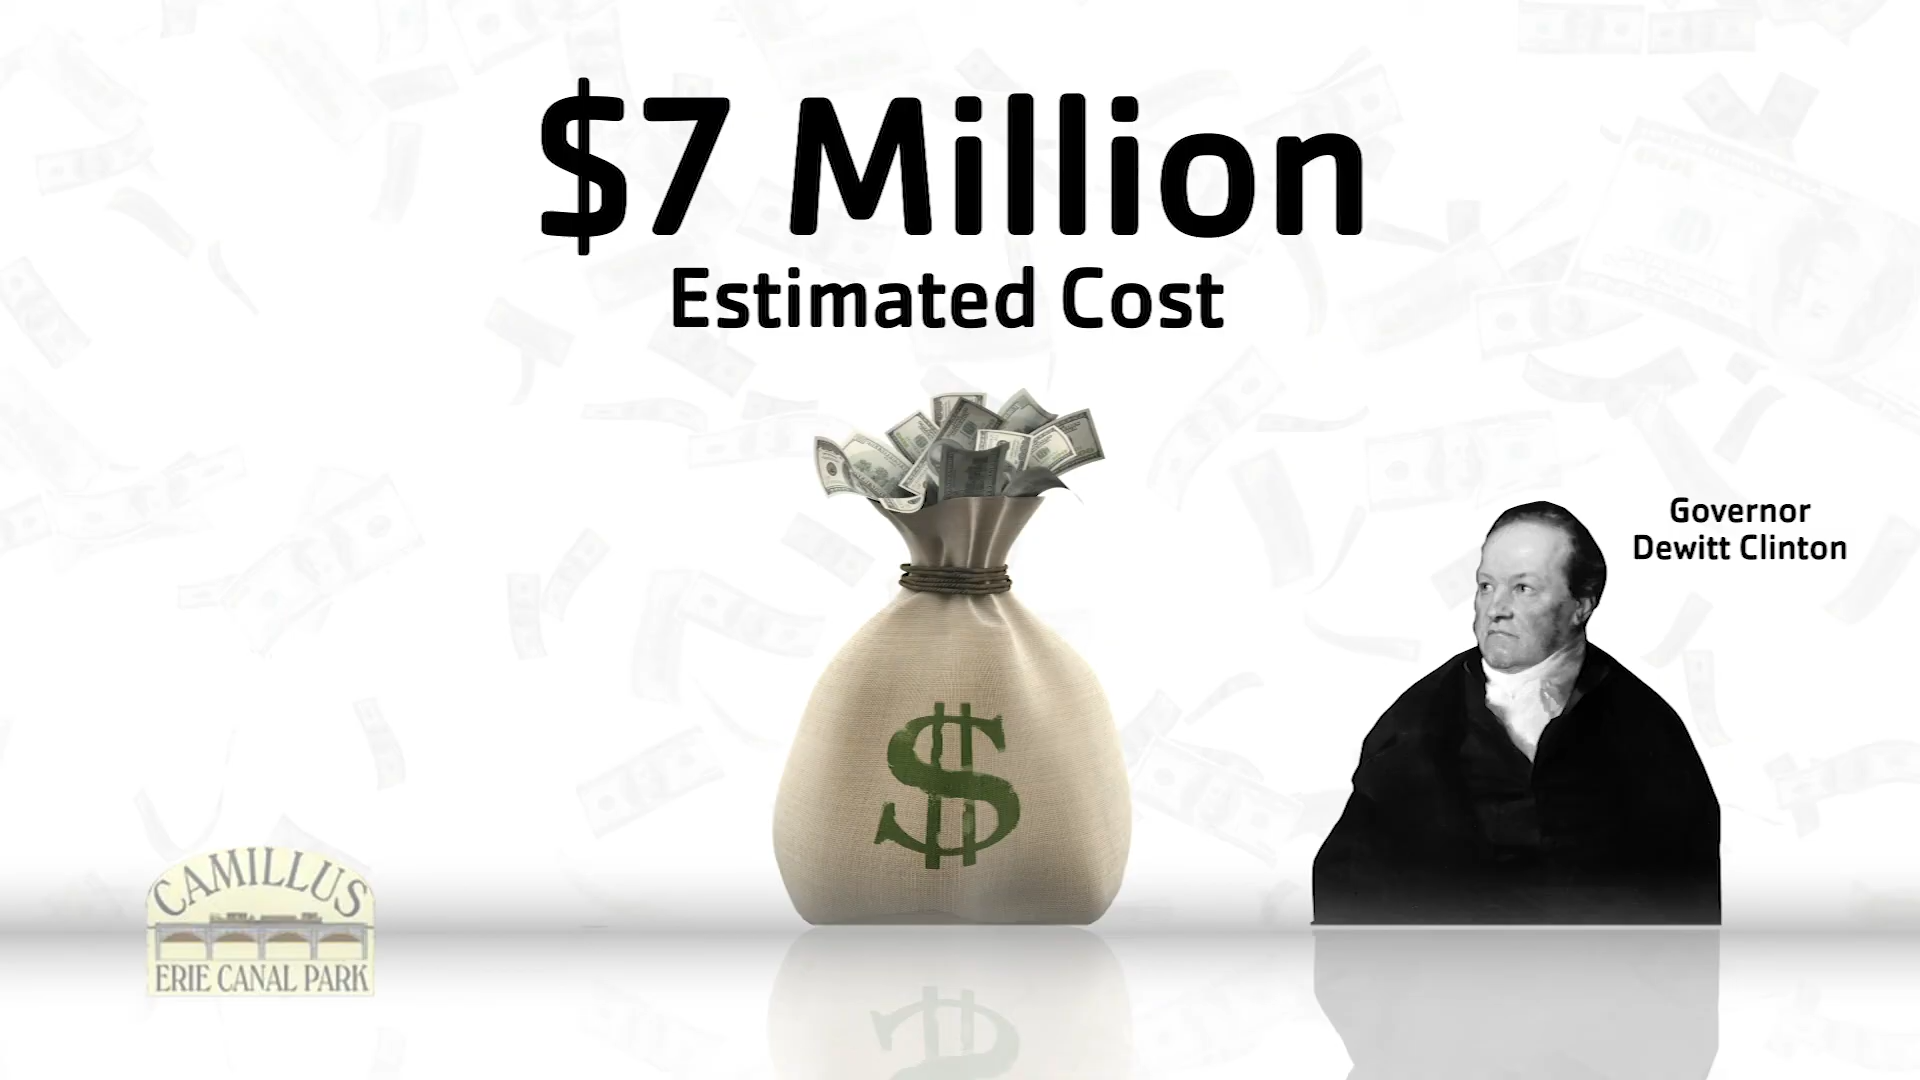 $7 Million
Estimated Cost
Governor
Dewitt Clinton
$
CAMILLUS
ERIE CANAL PARK